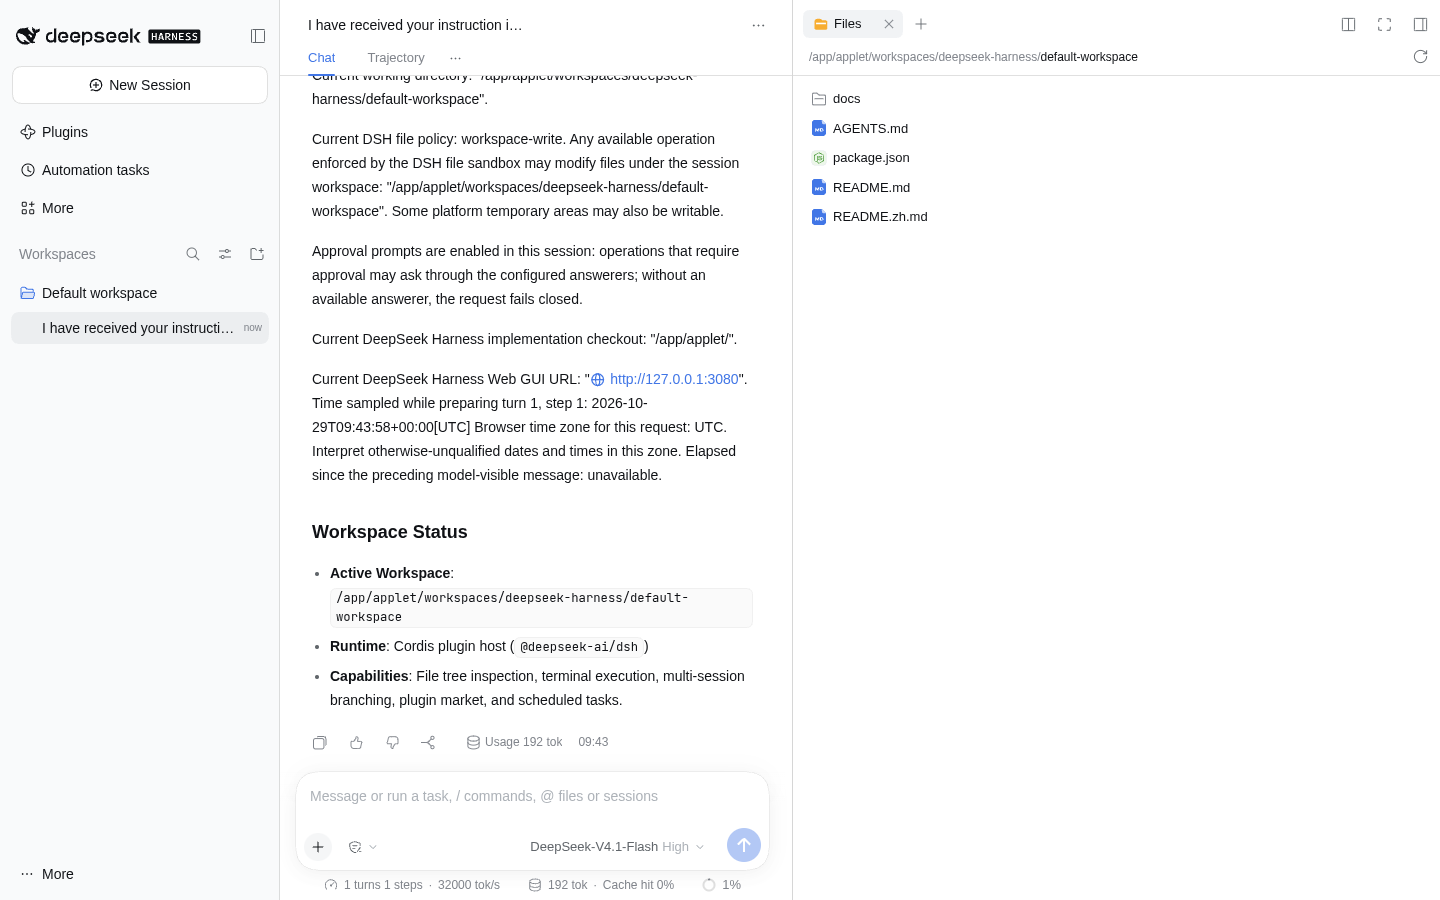 deepseek HARNESS
New Session
Plugins
Automation tasks
More
Workspaces
Default workspace
I have received your instructi… now
More
I have received your instruction i…
Chat Trajectory
Current working directory: "/app/applet/workspaces/deepseek-
harness/default-workspace".
Current DSH file policy: workspace-write. Any available operation
enforced by the DSH file sandbox may modify files under the session
workspace: "/app/applet/workspaces/deepseek-harness/default-
workspace". Some platform temporary areas may also be writable.
Approval prompts are enabled in this session: operations that require
approval may ask through the configured answerers; without an
available answerer, the request fails closed.
Current DeepSeek Harness implementation checkout: "/app/applet/".
Current DeepSeek Harness Web GUI URL: "http://127.0.0.1:3080".
Time sampled while preparing turn 1, step 1: 2026-10-
29T09:43:58+00:00[UTC] Browser time zone for this request: UTC.
Interpret otherwise-unqualified dates and times in this zone. Elapsed
since the preceding model-visible message: unavailable.
Workspace Status
Active Workspace:
/app/applet/workspaces/deepseek-harness/default-
workspace
Runtime: Cordis plugin host ( @deepseek-ai/dsh )
Capabilities: File tree inspection, terminal execution, multi-session
branching, plugin market, and scheduled tasks.
Usage 192 tok 09:43
Message or run a task, / commands, @ files or sessions
DeepSeek-V4.1-Flash High
1 turns 1 steps · 32000 tok/s 192 tok · Cache hit 0% 1%
Files
/app/applet/workspaces/deepseek-harness/default-workspace
docs
AGENTS.md
package.json
README.md
README.zh.md